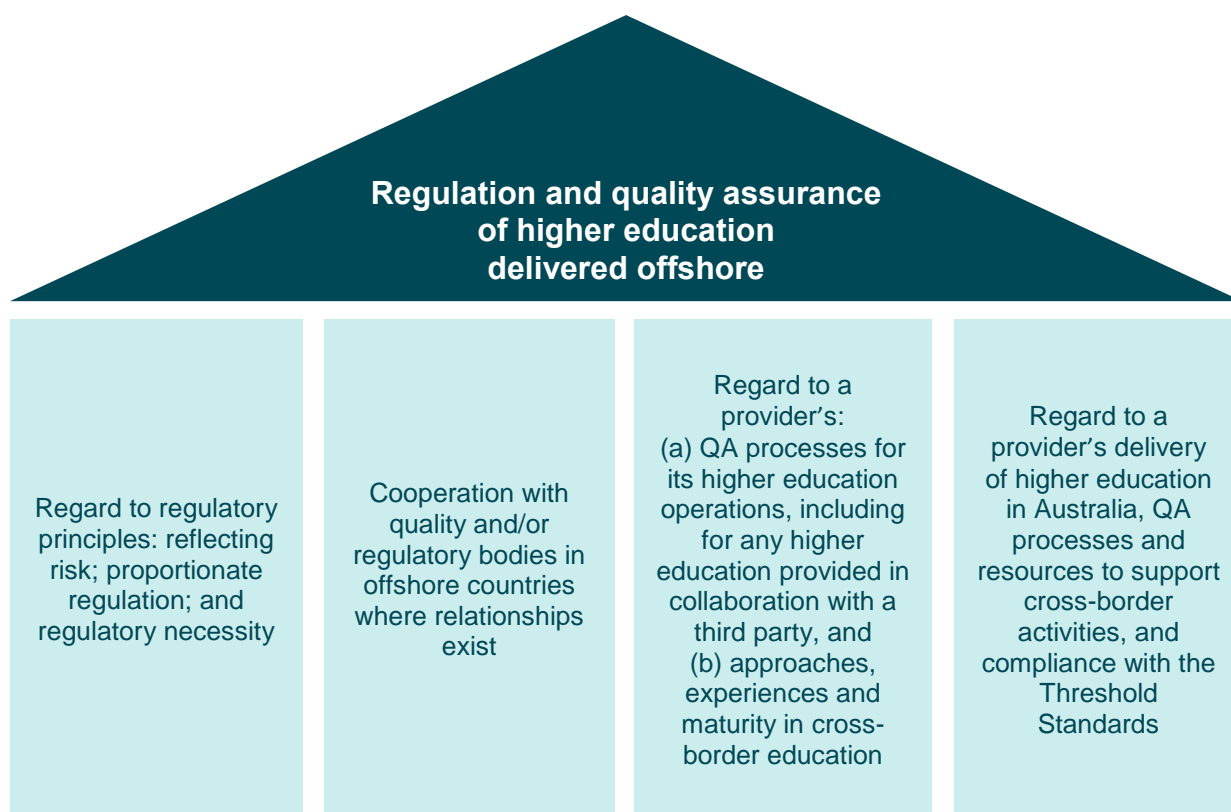 Regulation and quality assurance
of higher education
delivered offshore
Regard to regulatory
principles: reflecting
risk; proportionate
regulation; and
regulatory necessity
Cooperation with
quality and/or
regulatory bodies in
offshore countries
where relationships
exist
Regard to a
provider's:
(a) QA processes for
its higher education
operations, including
for any higher
education provided in
collaboration with a
third party, and
(b) approaches,
experiences and
maturity in cross-
border education
Regard to a
provider's delivery
of higher education
in Australia, QA
processes and
resources to support
cross-border
activities, and
compliance with the
Threshold
Standards